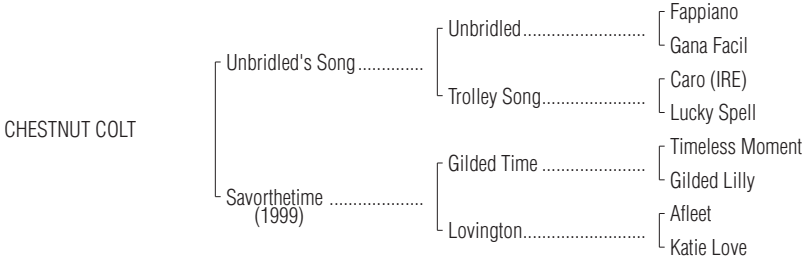 Fappiano
Unbridled..........................
Gana Facil
Unbridled's Song ..............
Caro (IRE)
Trolley Song......................
Lucky Spell
CHESTNUT COLT
Timeless Moment
Gilded Time ......................
Gilded Lilly
Savorthetime ....................
(1999)
Afleet
Lovington..........................
Katie Love